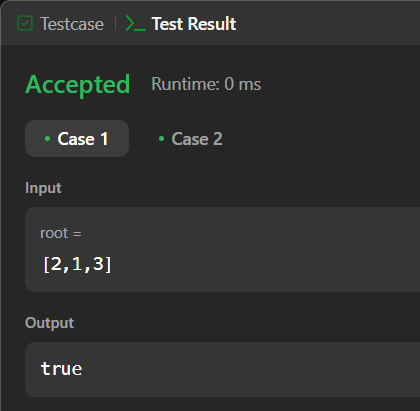 Testcase | >_ Test Result
Accepted Runtime: 0 ms
• Case 1 • Case 2
Input
root =
[2,1,3]
Output
true